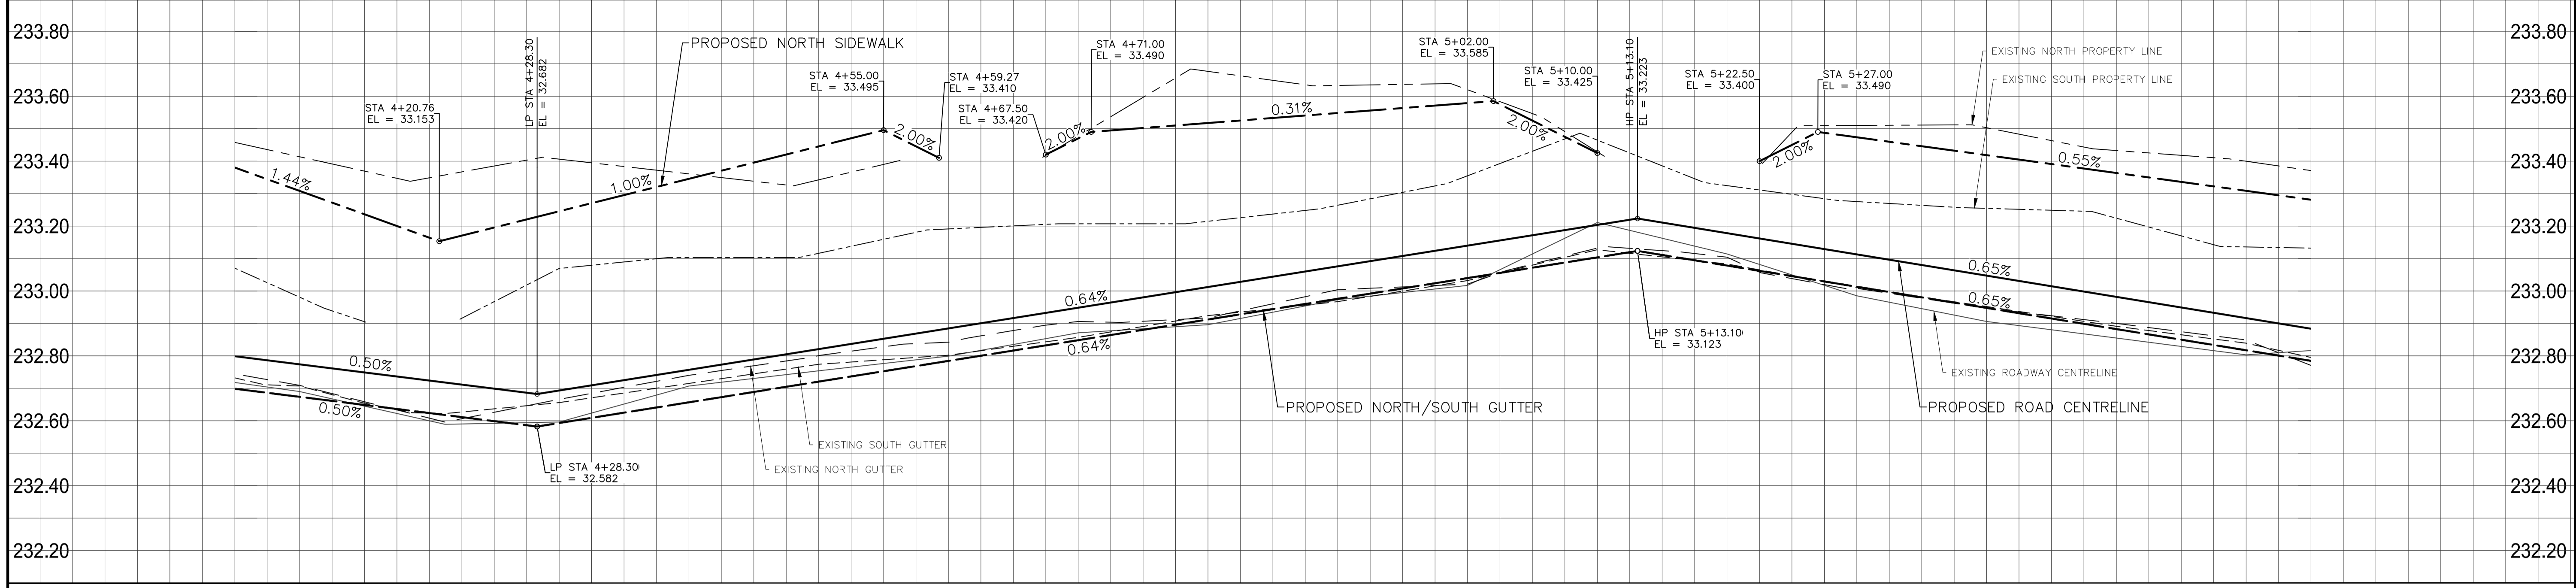 233.80
233.60
233.40
233.20
233.00
232.80
232.60
232.40
232.20
STA 4+20.76
EL = 33.153
LP STA 4+28.30
EL = 32.682
PROPOSED NORTH SIDEWALK
STA 4+55.00
EL = 33.495
STA 4+59.27
EL = 33.410
STA 4+67.50
EL = 33.420
STA 4+71.00
EL = 33.490
STA 5+02.00
EL = 33.585
STA 5+10.00
EL = 33.425
HP STA 5+13.10
EL = 33.223
STA 5+22.50
EL = 33.400
STA 5+27.00
EL = 33.490
EXISTING NORTH PROPERTY LINE
EXISTING SOUTH PROPERTY LINE
1.44%
1.00%
2.00%
2.00%
0.31%
2.00%
2.00%
0.55%
0.50%
0.64%
0.65%
0.50%
0.64%
0.65%
HP STA 5+13.10
EL = 33.123
EXISTING ROADWAY CENTRELINE
PROPOSED NORTH/SOUTH GUTTER
PROPOSED ROAD CENTRELINE
EXISTING SOUTH GUTTER
EXISTING NORTH GUTTER
LP STA 4+28.30
EL = 32.582
233.80
233.60
233.40
233.20
233.00
232.80
232.60
232.40
232.20